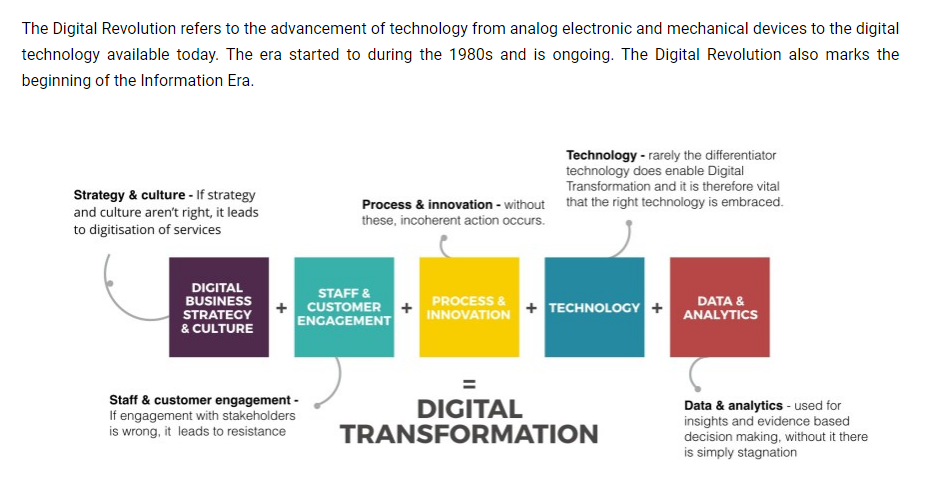 The Digital Revolution refers to the advancement of technology from analog electronic and mechanical devices to the digital
technology available today. The era started to during the 1980s and is ongoing. The Digital Revolution also marks the
beginning of the Information Era.
Technology - rarely the differentiator
technology does enable Digital
Transformation and it is therefore vital
that the right technology is embraced.
Strategy & culture - If strategy
and culture aren't right, it leads
to digitisation of services
Process & innovation - without
these, incoherent action occurs.
DIGITAL
BUSINESS
STRATEGY
& CULTURE
+
STAFF &
CUSTOMER
ENGAGEMENT
+
PROCESS &
INNOVATION
+
TECHNOLOGY
+
DATA &
ANALYTICS
=
DIGITAL
TRANSFORMATION
Staff & customer engagement -
If engagement with stakeholders
is wrong, it leads to resistance
Data & analytics - used for
insights and evidence based
decision making, without it there
is simply stagnation